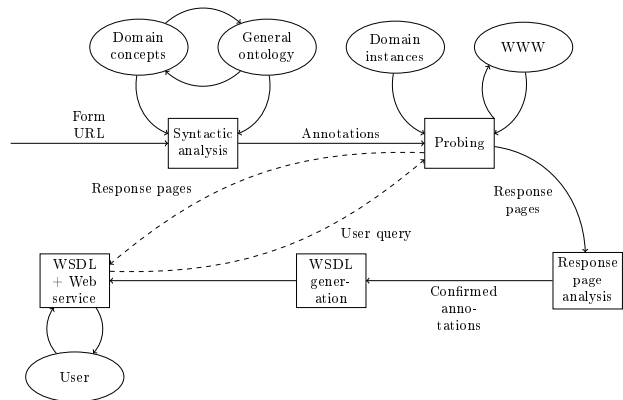 Domain
concepts
General
ontology
Domain
instances
WWW
Form
URL
Syntactic
analysis
Annotations
Probing
Response pages
Response
pages
User query
WSDL
+ Web
service
WSDL
gener-
ation
Confirmed
anno-
tations
Response
page
analysis
User